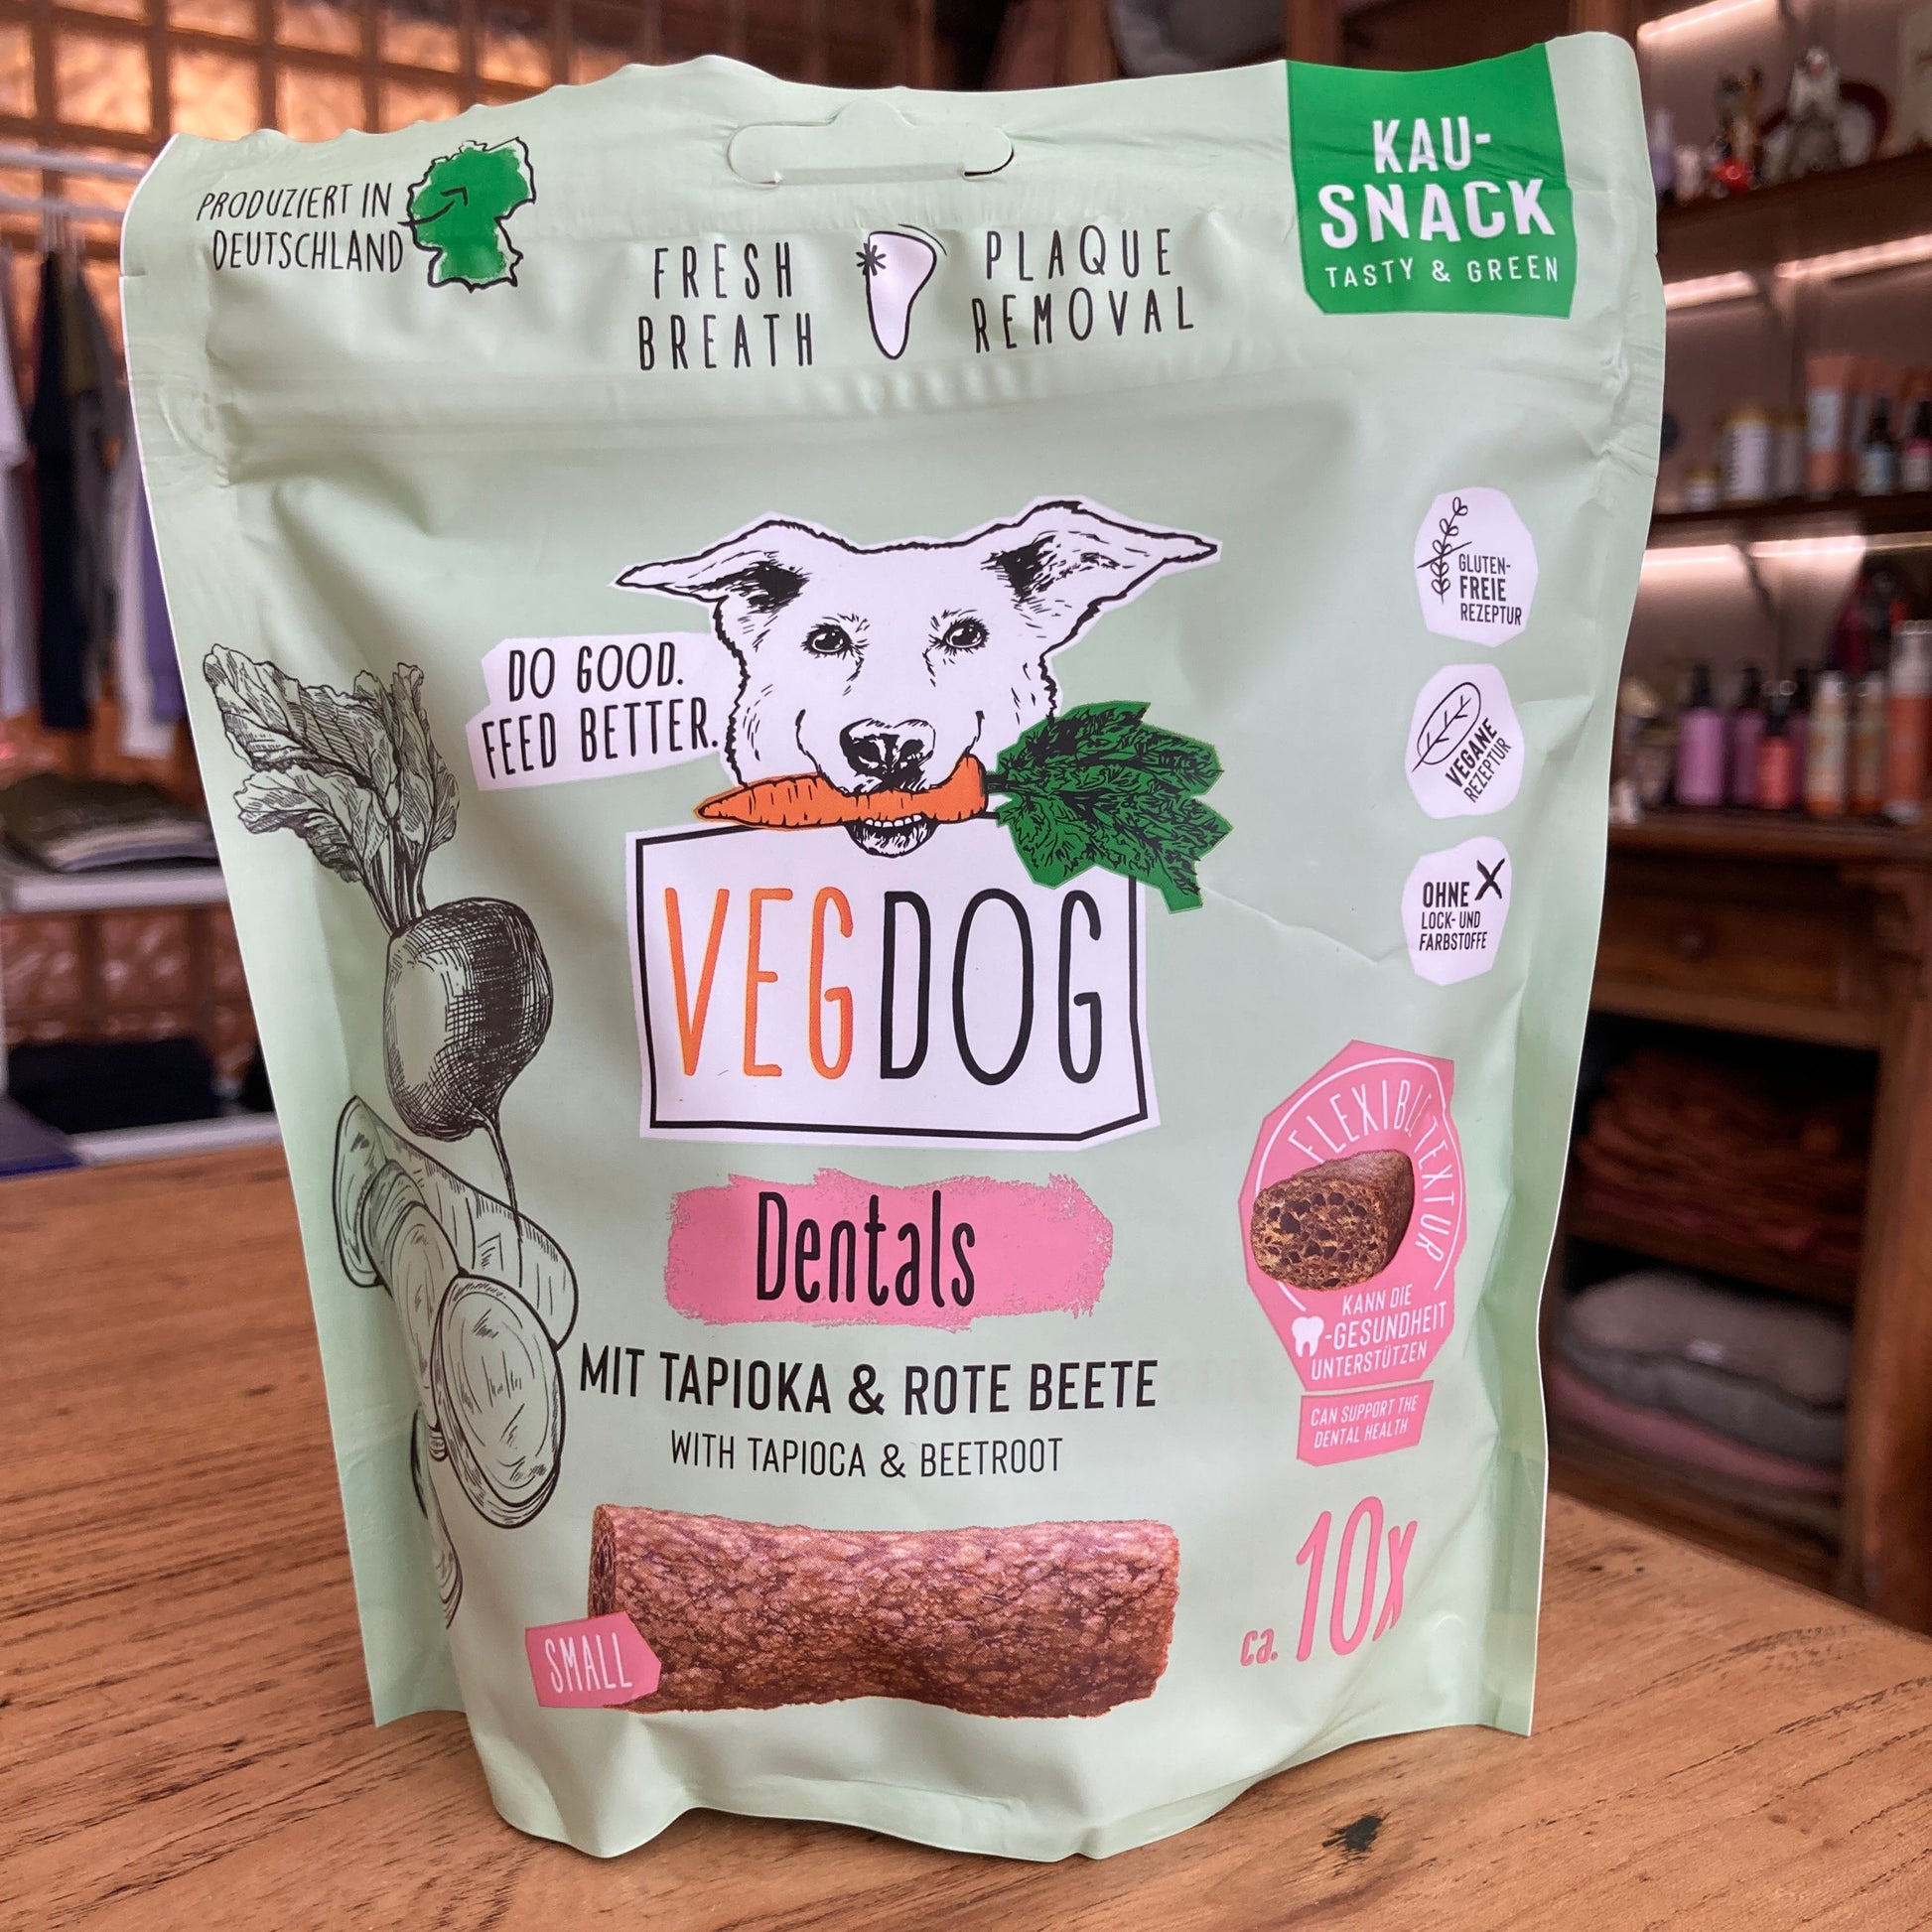 PRODUZIERT IN
DEUTSCHLAND
FRESH
BREATH
PLAQUE
REMOVAL
KAU-
SNACK
TASTY & GREEN
GLUTEN-
FREIE
REZEPTUR
DO GOOD.
FEED BETTER.
VEGANE
REZEPTUR
OHNE
LOCK- UND
FARBSTOFFE
VEGDOG
FLEXIBLE TEXTUR
KANN DIE
-GESUNDHEIT
UNTERSTÜTZEN
CAN SUPPORT THE
DENTAL HEALTH
Dentals
MIT TAPIOKA & ROTE BEETE
WITH TAPIOCA & BEETROOT
SMALL
ca. 10x